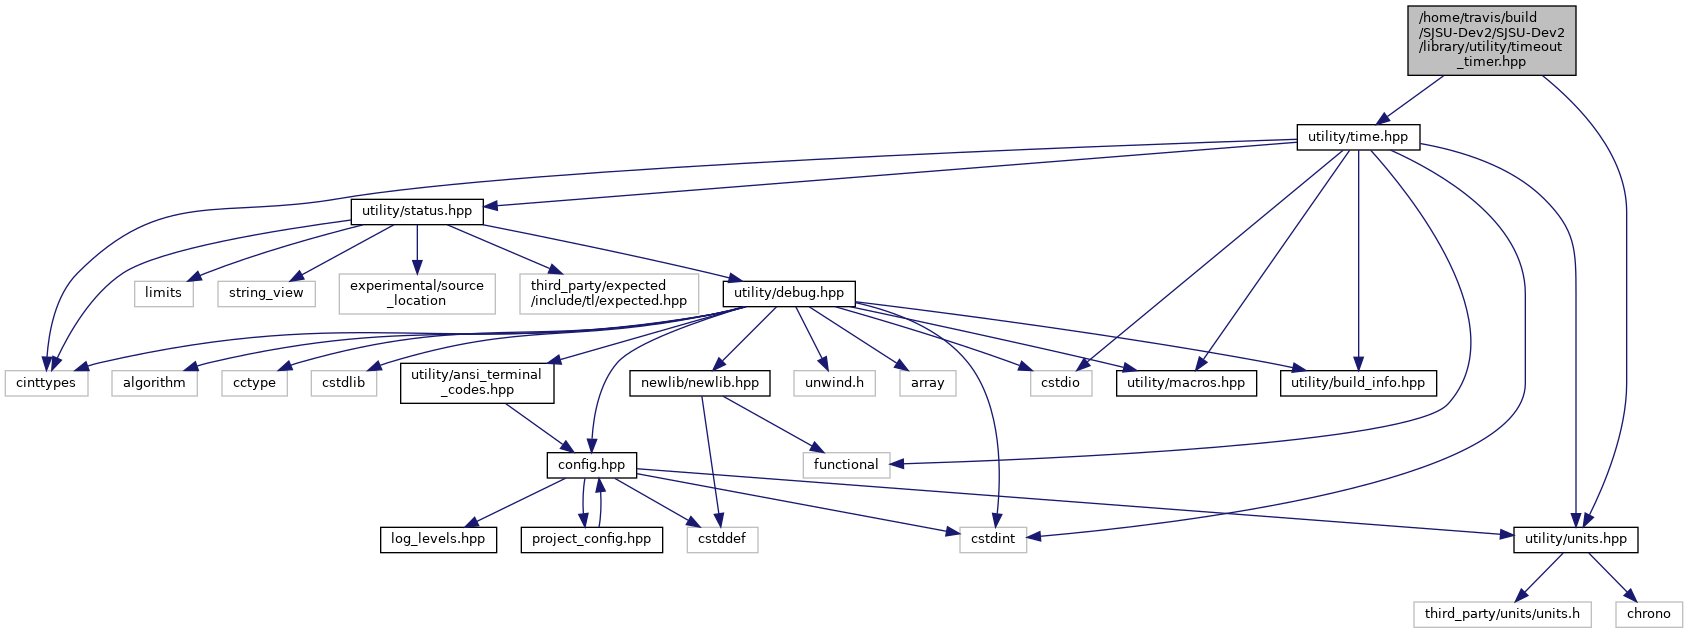 /home/travis/build
/SJSU-Dev2/SJSU-Dev2
/library/utility/timeout
_timer.hpp
utility/time.hpp
utility/status.hpp
limits
string_view
experimental/source
_location
third_party/expected
/include/tl/expected.hpp
utility/debug.hpp
cinttypes
algorithm
cctype
cstdlib
utility/ansi_terminal
_codes.hpp
newlib/newlib.hpp
unwind.h
array
cstdio
utility/macros.hpp
utility/build_info.hpp
config.hpp
functional
log_levels.hpp
project_config.hpp
cstddef
cstdint
utility/units.hpp
third_party/units/units.h
chrono